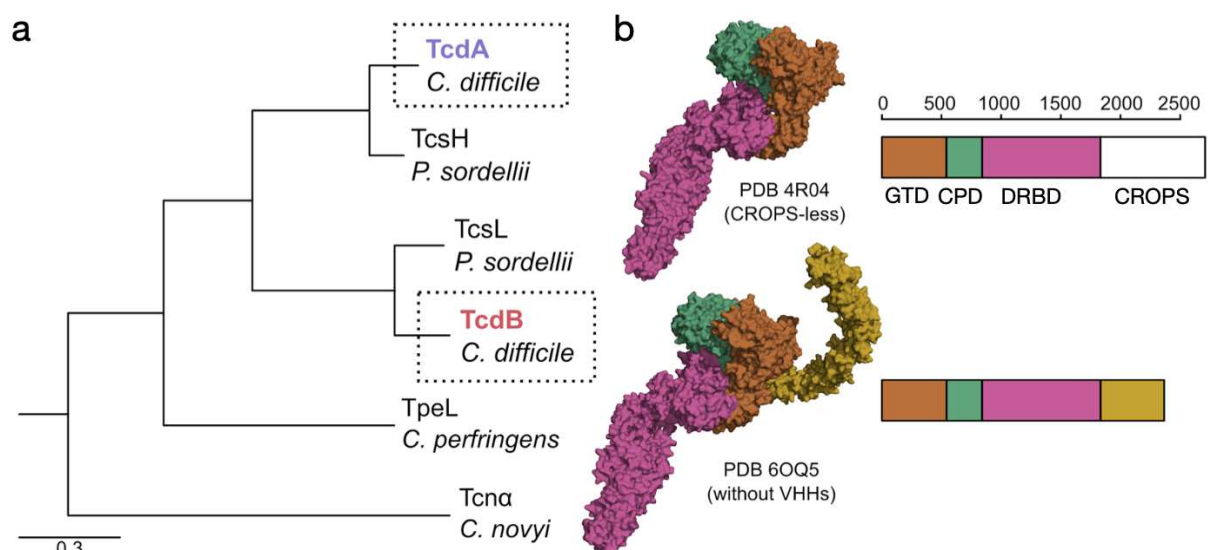 a
TcdA
C. difficile
TcsH
P. sordellii
TcsL
P. sordellii
TcdB
C. difficile
TpeL
C. perfringens
Tcnα
C. novyi
0.3
b
PDB 4R04
(CROPS-less)
0 500 1000 1500 2000 2500
GTD CPD DRBD CROPS
PDB 6OQ5
(without VHHs)